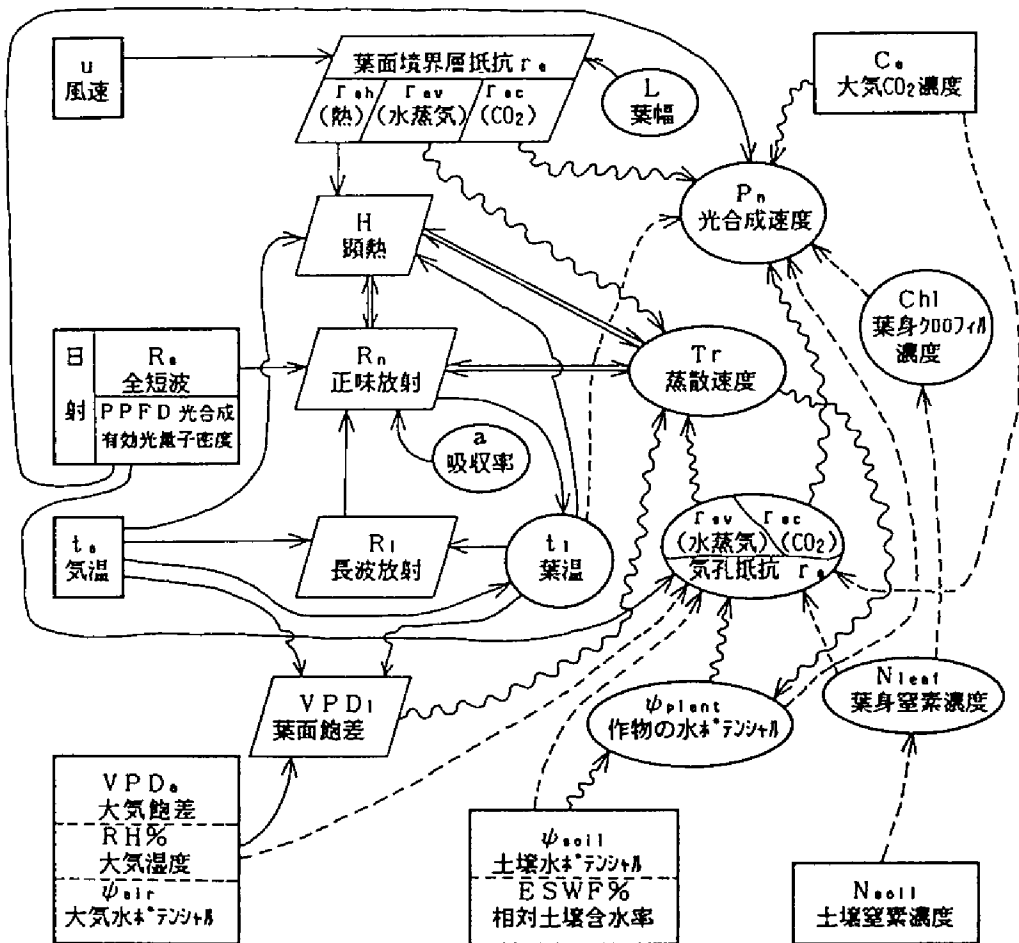 u
風速
葉面境界層抵抗 ra
rah
(熱)
rav
(水蒸気)
rac
(CO2)
L
葉幅
Ca
大気CO2濃度
Pn
光合成速度
H
顕熱
Chl
葉身クロロフィル
濃度
日射
Rs
全短波
PPFD 光合成
有効光量子密度
Rn
正味放射
Tr
蒸散速度
a
吸収率
ta
気温
Rl
長波放射
tl
葉温
rsv
(水蒸気)
rsc
(CO2)
気孔抵抗 rs
VPDl
葉面飽差
ψplant
作物の水ポテンシャル
Nleaf
葉身窒素濃度
VPDa
大気飽差
RH%
大気湿度
ψair
大気水ポテンシャル
ψsoil
土壌水ポテンシャル
ESWF%
相対土壌含水率
Nsoil
土壌窒素濃度